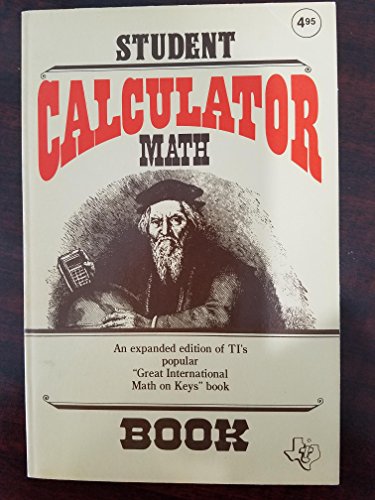 4.95
STUDENT
CALCULATOR
MATH
An expanded edition of TI's
popular
"Great International
Math on Keys" book
BOOK